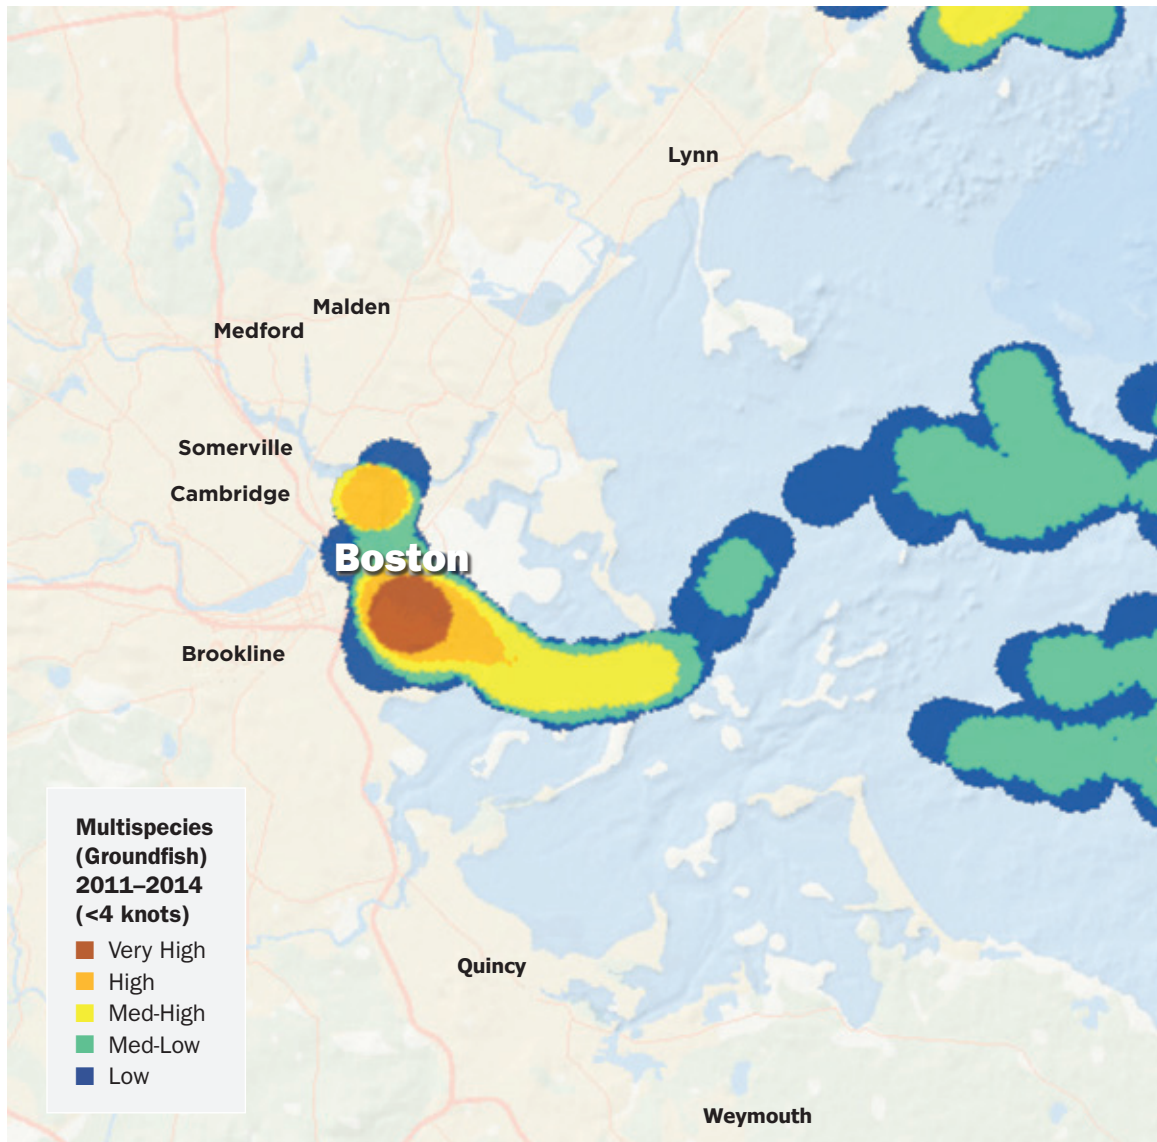 Lynn
Malden
Medford
Somerville
Cambridge
Boston
Brookline
Multispecies
(Groundfish)
2011–2014
(<4 knots)
Very High
High
Med-High
Med-Low
Low
Quincy
Weymouth